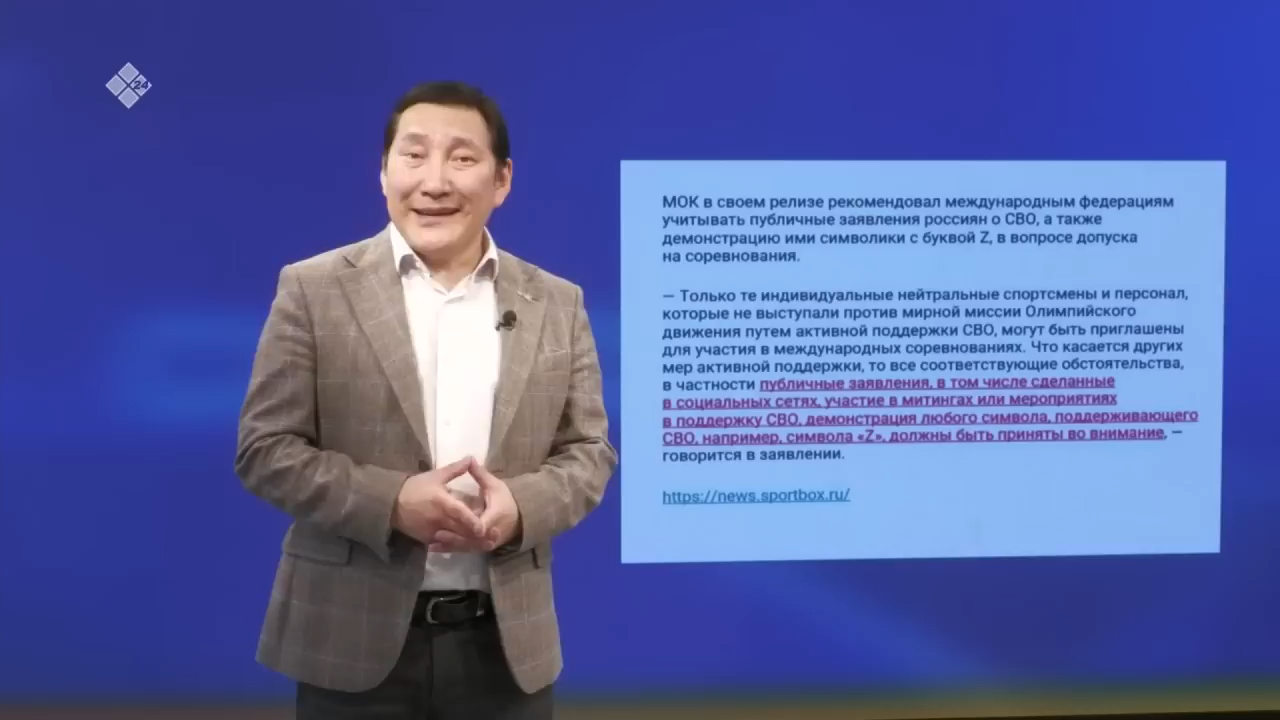 24
МОК в своем релизе рекомендовал международным федерациям
учитывать публичные заявления россиян о СВО, а также
демонстрацию ими символики с буквой Z, в вопросе допуска
на соревнования.
— Только те индивидуальные нейтральные спортсмены и персонал,
которые не выступали против мирной миссии Олимпийского
движения путем активной поддержки СВО, могут быть приглашены
для участия в международных соревнованиях. Что касается других
мер активной поддержки, то все соответствующие обстоятельства,
в частности публичные заявления, в том числе сделанные
в социальных сетях, участие в митингах или мероприятиях
в поддержку СВО, демонстрация любого символа, поддерживающего
СВО, например, символа «Z», должны быть приняты во внимание, —
говорится в заявлении.
https://news.sportbox.ru/